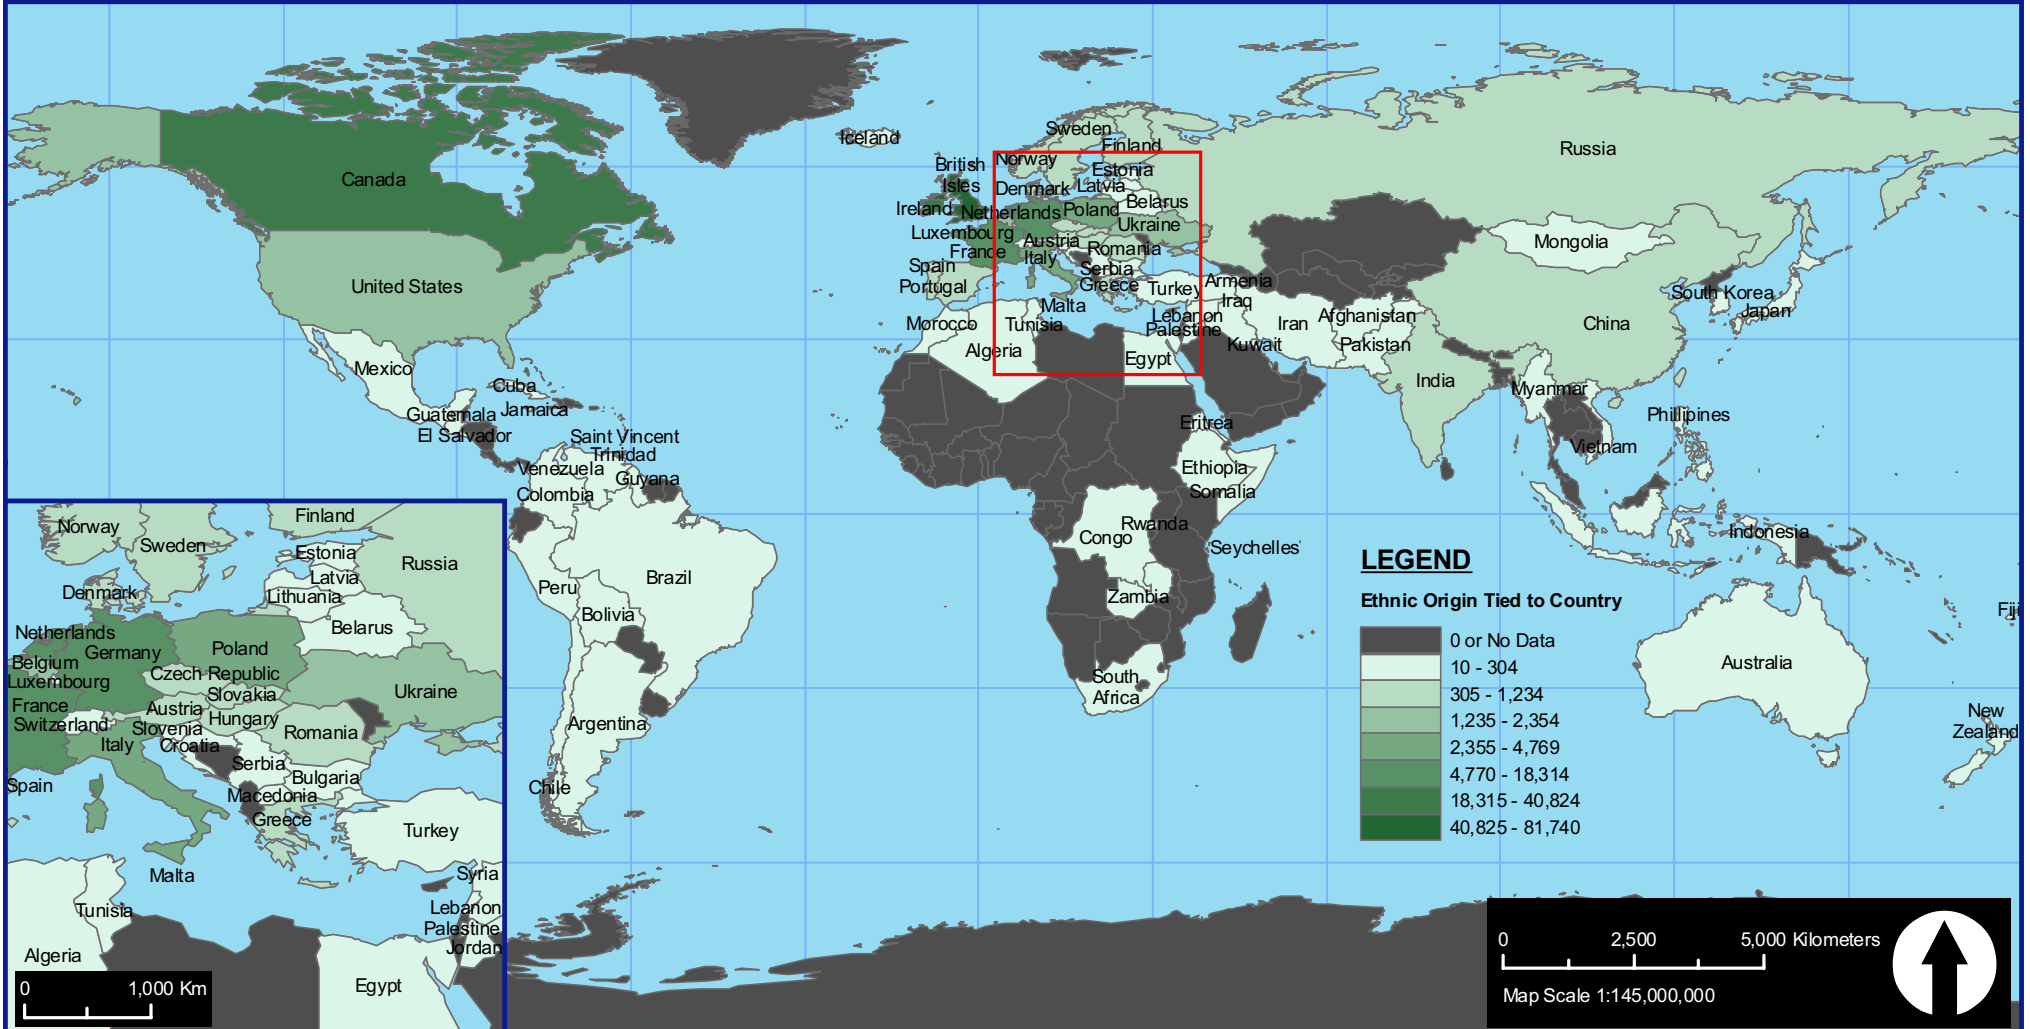 Iceland
Sweden
Finland
Russia
Canada
British
Isles
Norway
Estonia
Denmark
Latvia
Belarus
Ireland
Netherlands
Poland
Ukraine
Luxembourg
Austria
Romania
France
Italy
Mongolia
Spain
Serbia
Portugal
Greece
Turkey
Armenia
United States
Malta
Iraq
South Korea
Japan
Morocco
Tunisia
Lebanon
Palestine
Iran
Afghanistan
China
Algeria
Egypt
Kuwait
Pakistan
Mexico
India
Cuba
Myanmar
Guatemala
Jamaica
Phillipines
El Salvador
Saint Vincent
Trinidad
Eritrea
Vietnam
Venezuela
Guyana
Ethiopia
Colombia
Somalia
Rwanda
Congo
Seychelles
Indonesia
Peru
Brazil
Bolivia
Zambia
Fiji
South
Africa
Australia
Argentina
New
Zealand
Chile
Norway
Finland
Sweden
Estonia
Russia
Latvia
Denmark
Lithuania
Belarus
Netherlands
Germany
Poland
Belgium
Czech Republic
Luxembourg
Slovakia
Ukraine
France
Austria
Switzerland
Hungary
Slovenia
Romania
Italy
Croatia
Serbia
Spain
Bulgaria
Macedonia
Greece
Turkey
Malta
Syria
Tunisia
Lebanon
Palestine
Jordan
Algeria
Egypt
0 1,000 Km
LEGEND
Ethnic Origin Tied to Country
0 or No Data
10 - 304
305 - 1,234
1,235 - 2,354
2,355 - 4,769
4,770 - 18,314
18,315 - 40,824
40,825 - 81,740
0 2,500 5,000 Kilometers
Map Scale 1:145,000,000